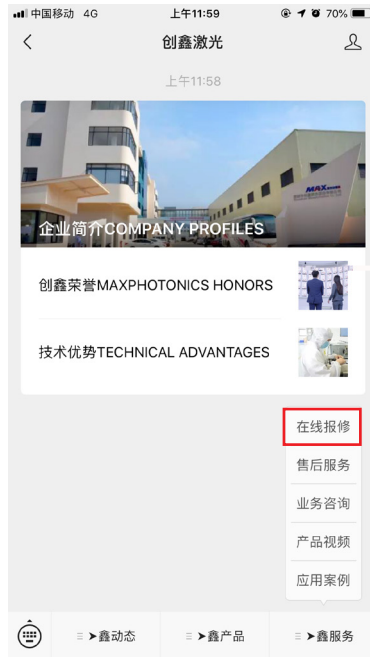 中国移动 4G 上午11:59 70%
创鑫激光
上午11:58
MAX
企业简介COMPANY PROFILES
创鑫荣誉MAXPHOTONICS HONORS
技术优势TECHNICAL ADVANTAGES
在线报修
售后服务
业务咨询
产品视频
应用案例
➤鑫动态 ➤鑫产品 ➤鑫服务